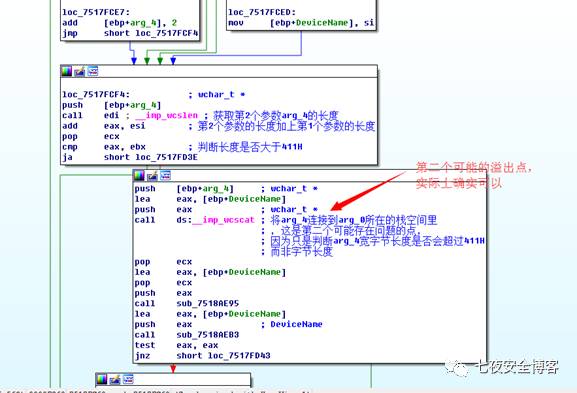 loc_7517FCE7:
add [ebp+arg_4], 2
jmp short loc_7517FCF4
loc_7517FCED:
mov [ebp+DeviceName], si
loc_7517FCF4: ; wchar_t *
push [ebp+arg_4]
call edi ; __imp_wcslen ; 获取第2个参数arg_4的长度
add eax, esi ; 第2个参数的长度加上第1个参数的长度
pop ecx
cmp eax, ebx ; 判断长度是否大于411H
ja short loc_7517FD3E
第二个可能的溢出点，
实际上确实可以
push [ebp+arg_4] ; wchar_t *
lea eax, [ebp+DeviceName]
push eax ; wchar_t *
call ds:__imp_wcscat ; 将arg_4连接到arg_0所在的栈空间里
; ，这是第二个可能存在问题的点，
; 因为只是判断arg_4宽字节长度是否会超过411H
; 而非字节长度
pop ecx
lea eax, [ebp+DeviceName]
pop ecx
push eax
call sub_7518AE95
lea eax, [ebp+DeviceName]
push eax ; DeviceName
call sub_7518AEB3
test eax, eax
jnz short loc_7517FD43
七夜安全博客